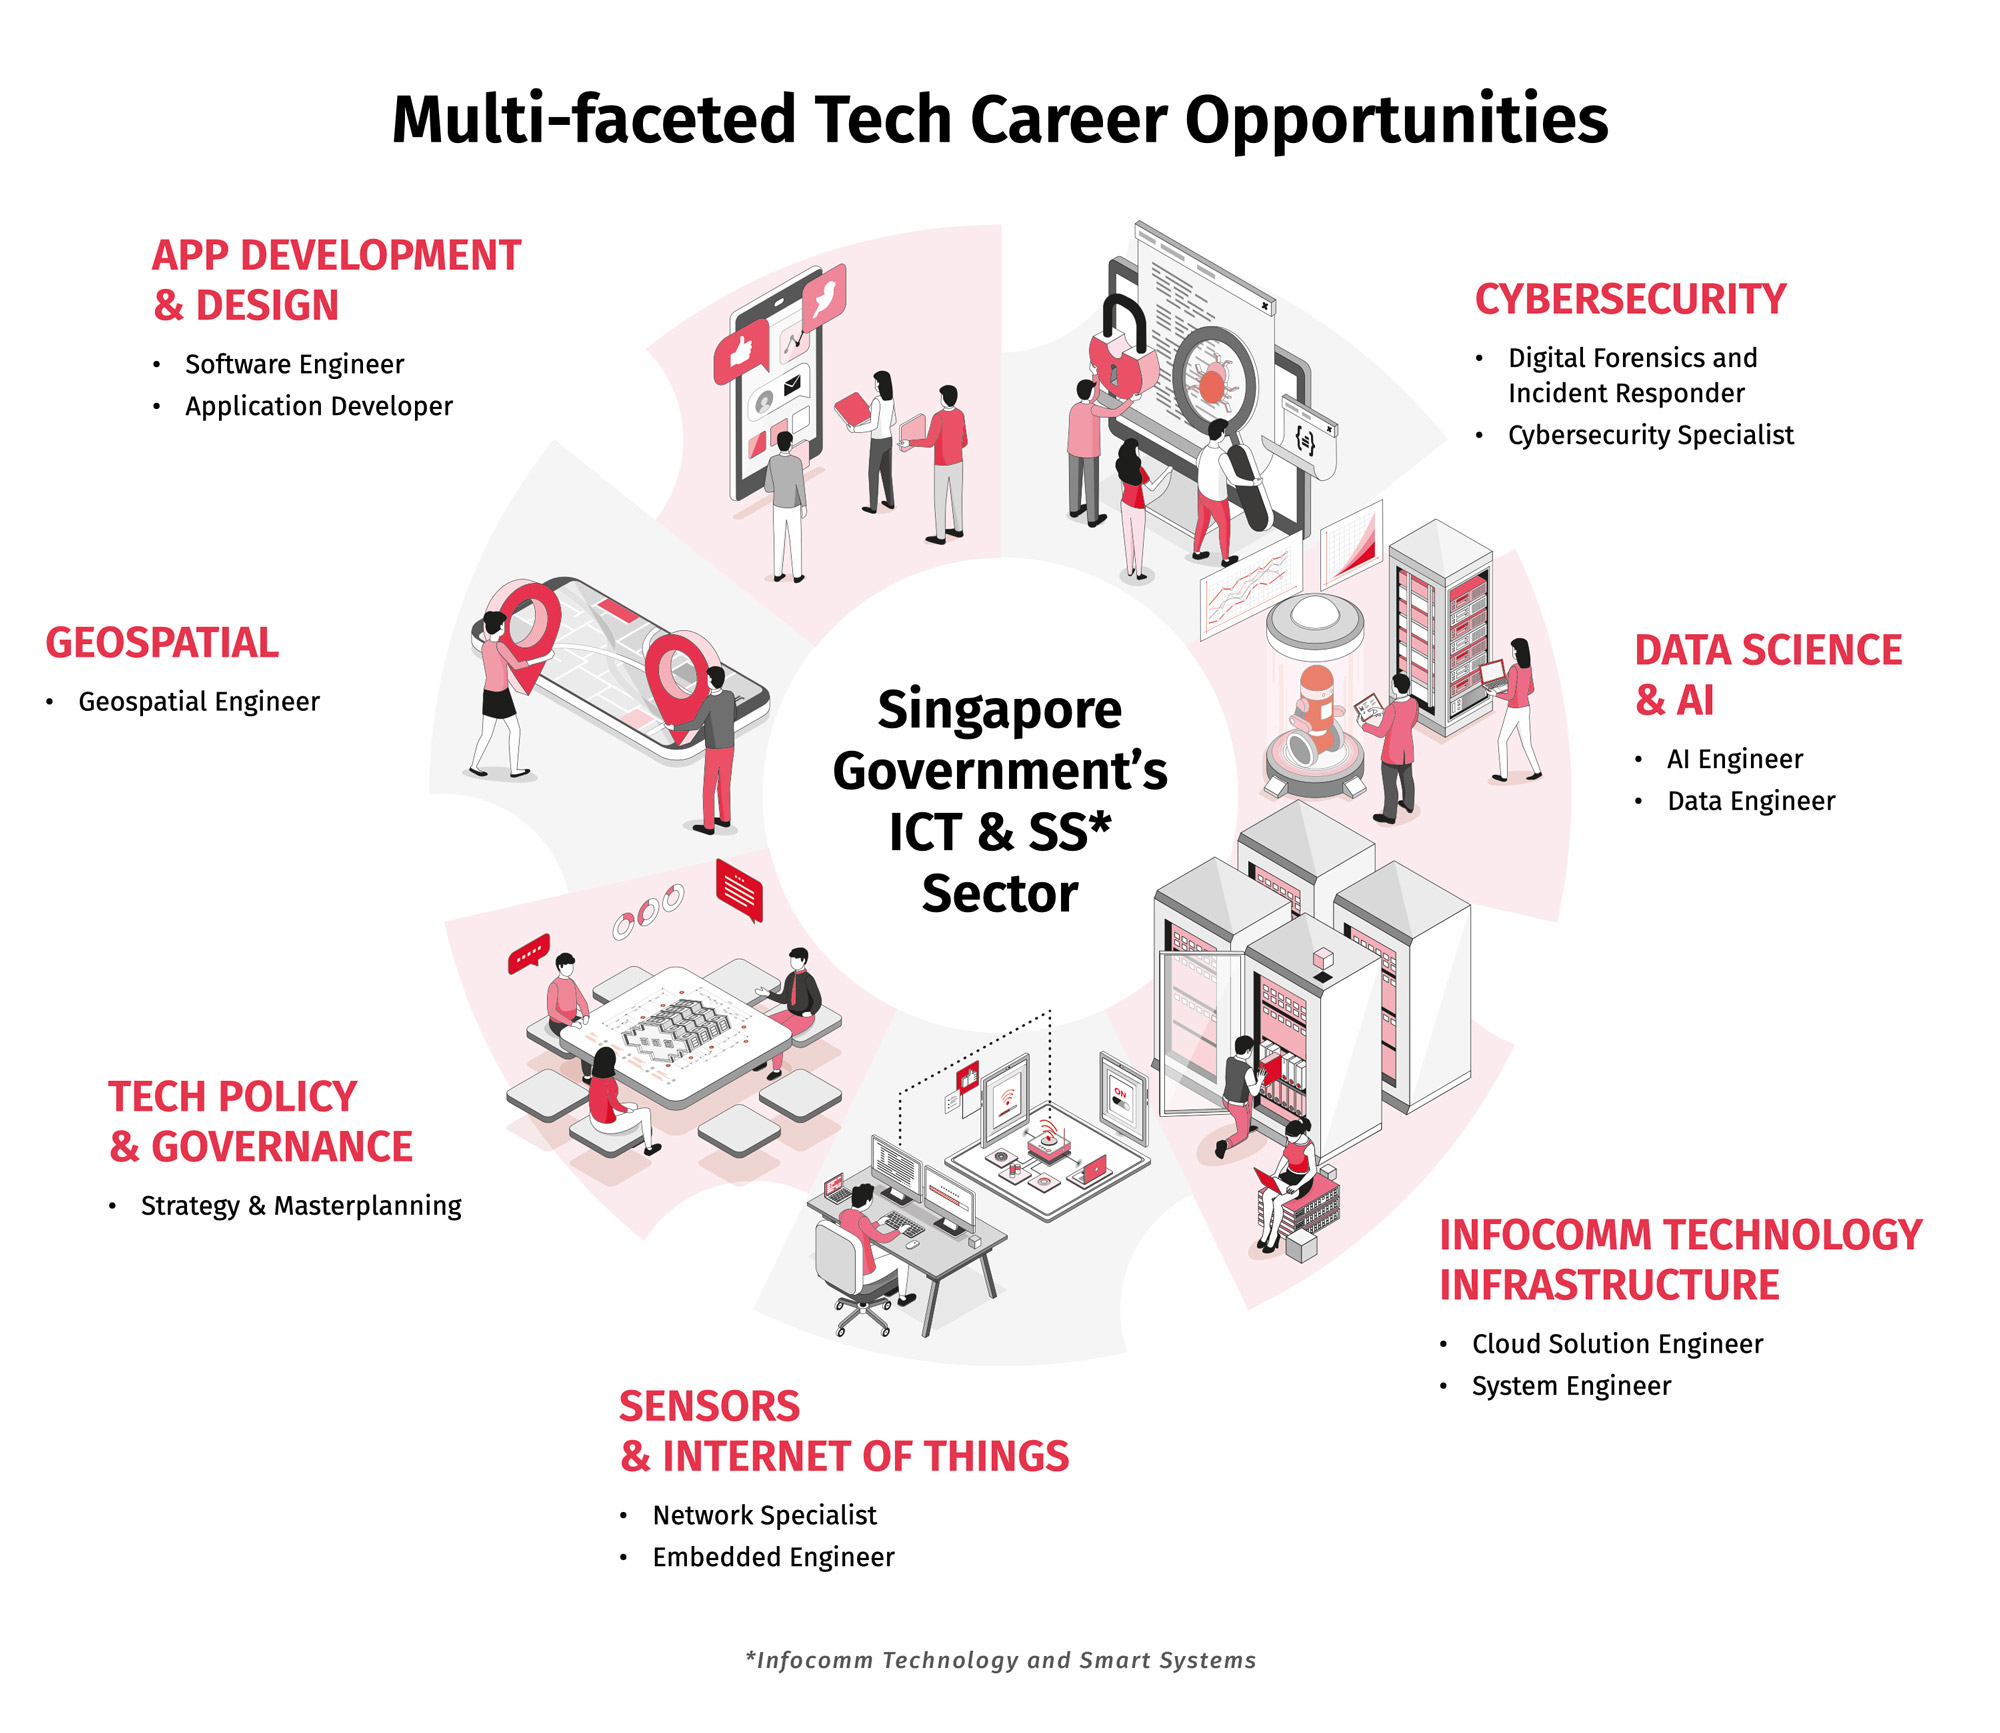 Multi-faceted Tech Career Opportunities
APP DEVELOPMENT
& DESIGN
• Software Engineer
• Application Developer
CYBERSECURITY
• Digital Forensics and
Incident Responder
• Cybersecurity Specialist
GEOSPATIAL
• Geospatial Engineer
DATA SCIENCE
& AI
• AI Engineer
• Data Engineer
Singapore
Government's
ICT & SS*
Sector
TECH POLICY
& GOVERNANCE
• Strategy & Masterplanning
ON
INFOCOMM TECHNOLOGY
INFRASTRUCTURE
• Cloud Solution Engineer
• System Engineer
SENSORS
& INTERNET OF THINGS
• Network Specialist
• Embedded Engineer
*Infocomm Technology and Smart Systems